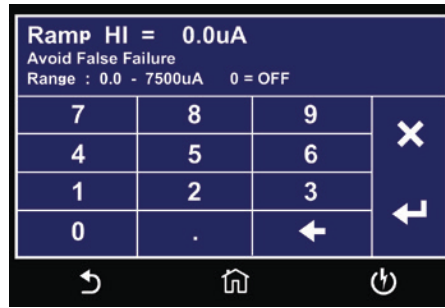 Ramp HI = 0.0uA
Avoid False Failure
Range : 0.0 - 7500uA 0 = OFF
7 8 9
4 5 6
1 2 3
0 .